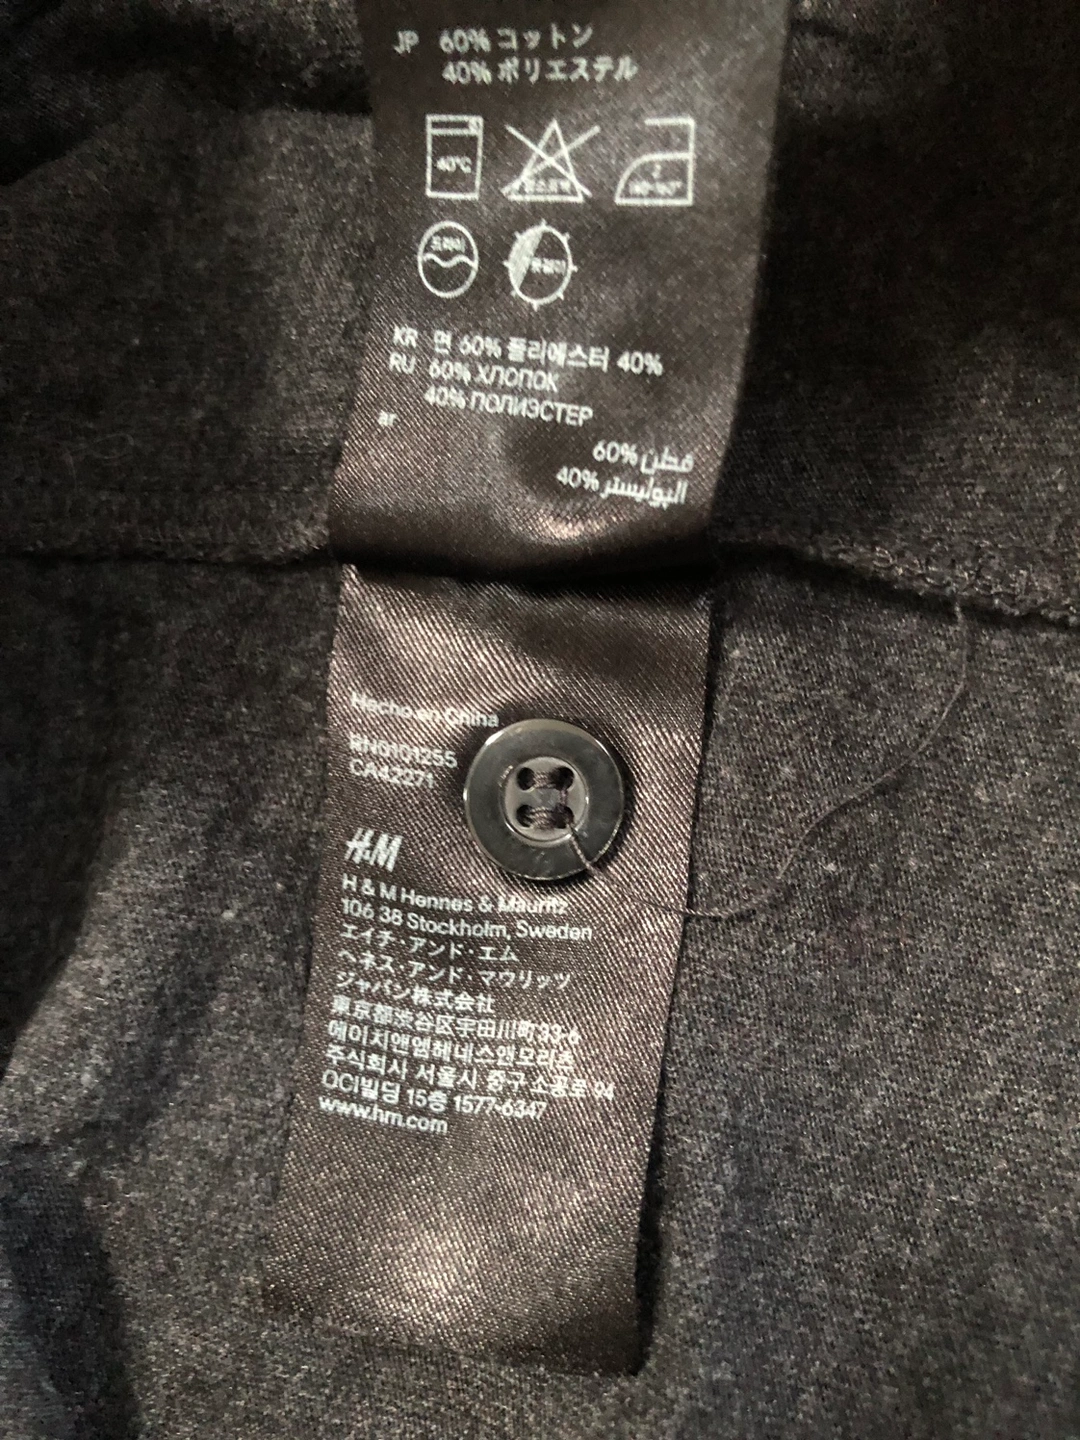 JP 60% コットン
40% ポリエステル
40°C
드라이
KR 면 60% 폴리에스터 40%
RU 60% ХЛОПОК
40% ПОЛИЭСТЕР
ar
60% قطن
40% البوليستر
Hecho en China
RN0101255
CA42271
H&M
H & M Hennes & Mauritz
106 38 Stockholm, Sweden
エイチ・アンド・エム
ヘネス・アンド・マウリッツ
ジャパン株式会社
東京都渋谷区宇田川町33-6
에이치앤엠헤네스앤모리츠
주식회사 서울시 중구 소공로 94
OCI빌딩 15층 1577-6347
www.hm.com